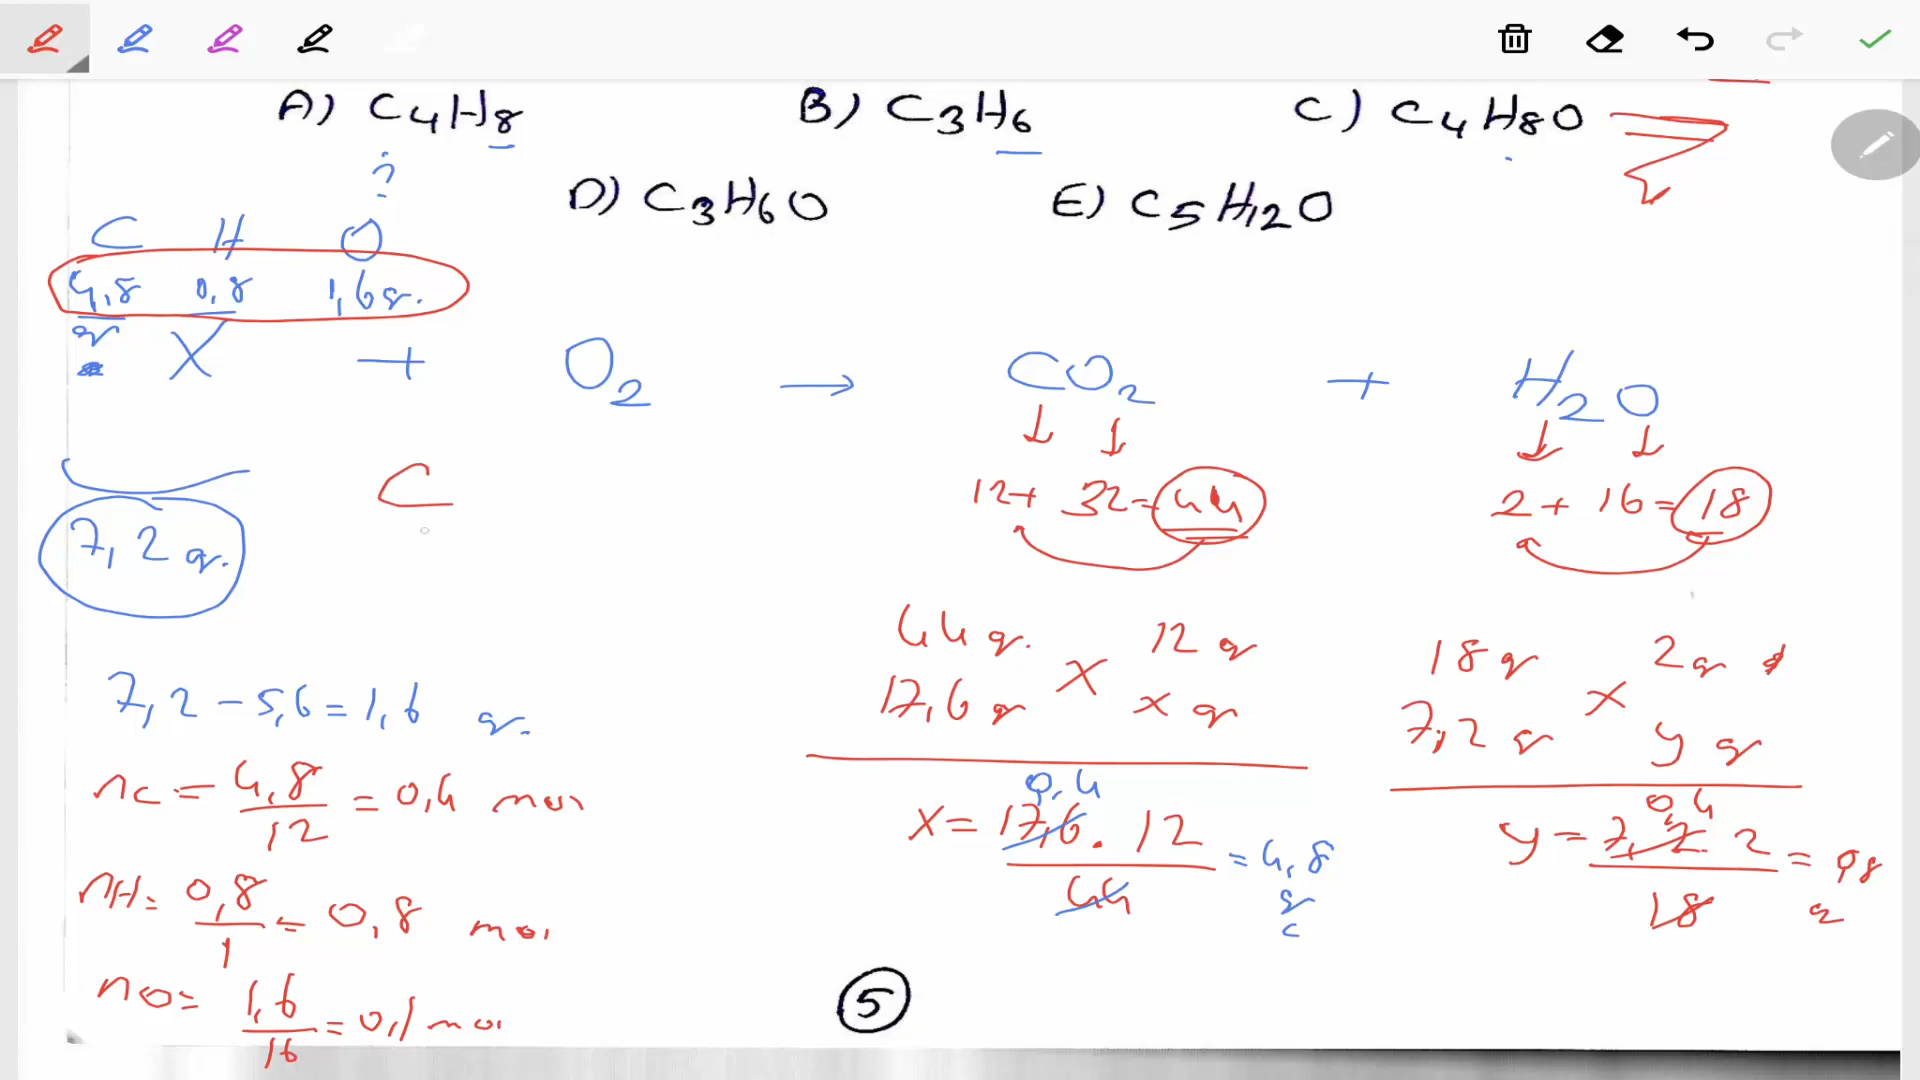 A) C4H8 B) C3H6 C) C4H8O
?
D) C3H6O E) C5H12O
C H O
4,8 0,8 1,6 gr.
gr
X + O2 → CO2 + H2O
↓ ↓ ↓ ↓
C 12+ 32=44 2+ 16=18
7,2 gr.
44 gr. X 12 gr
17,6 gr x gr
18 gr X 2 gr
7,2 gr y gr
7,2 - 5,6 = 1,6 gr.
nC = 4,8/12 = 0,4 mol
nH = 0,8/1 = 0,8 mol
nO = 1,6/16 = 0,1 mol
0,4
x = 17,6 . 12/44 = 4,8
gr
C
0,4
y = 7,2 . 2/18 = 0,8
gr
5